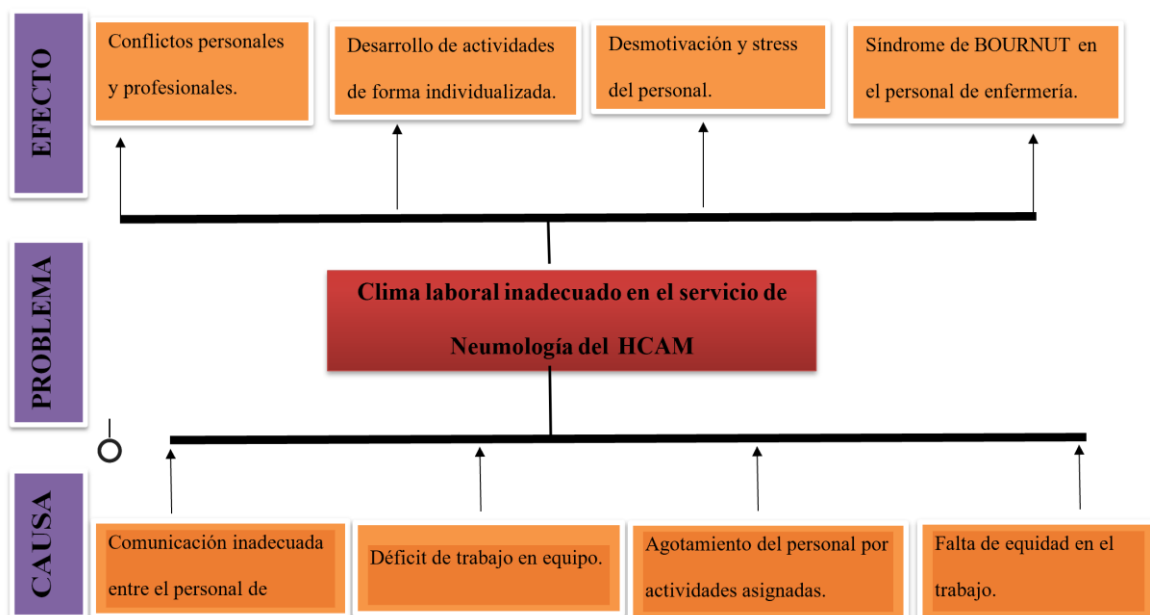 EFECTO
Conflictos personales
y profesionales.
Desarrollo de actividades
de forma individualizada.
Desmotivación y stress
del personal.
Síndrome de BOURNUT en
el personal de enfermería.
PROBLEMA
Clima laboral inadecuado en el servicio de
Neumología del HCAM
CAUSA
Comunicación inadecuada
entre el personal de
Déficit de trabajo en equipo.
Agotamiento del personal por
actividades asignadas.
Falta de equidad en el
trabajo.